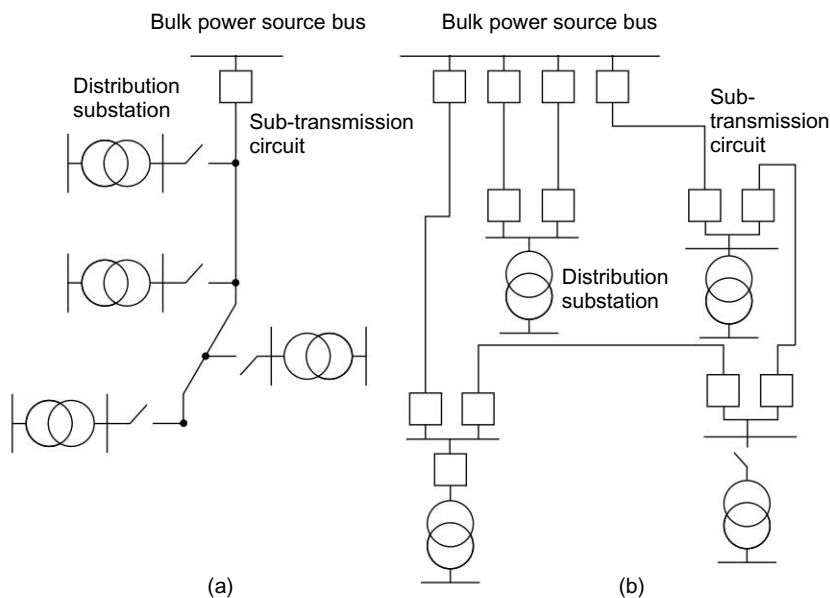 Bulk power source bus
Distribution
substation
Sub-transmission
circuit
(a)
Bulk power source bus
Sub-
transmission
circuit
Distribution
substation
(b)